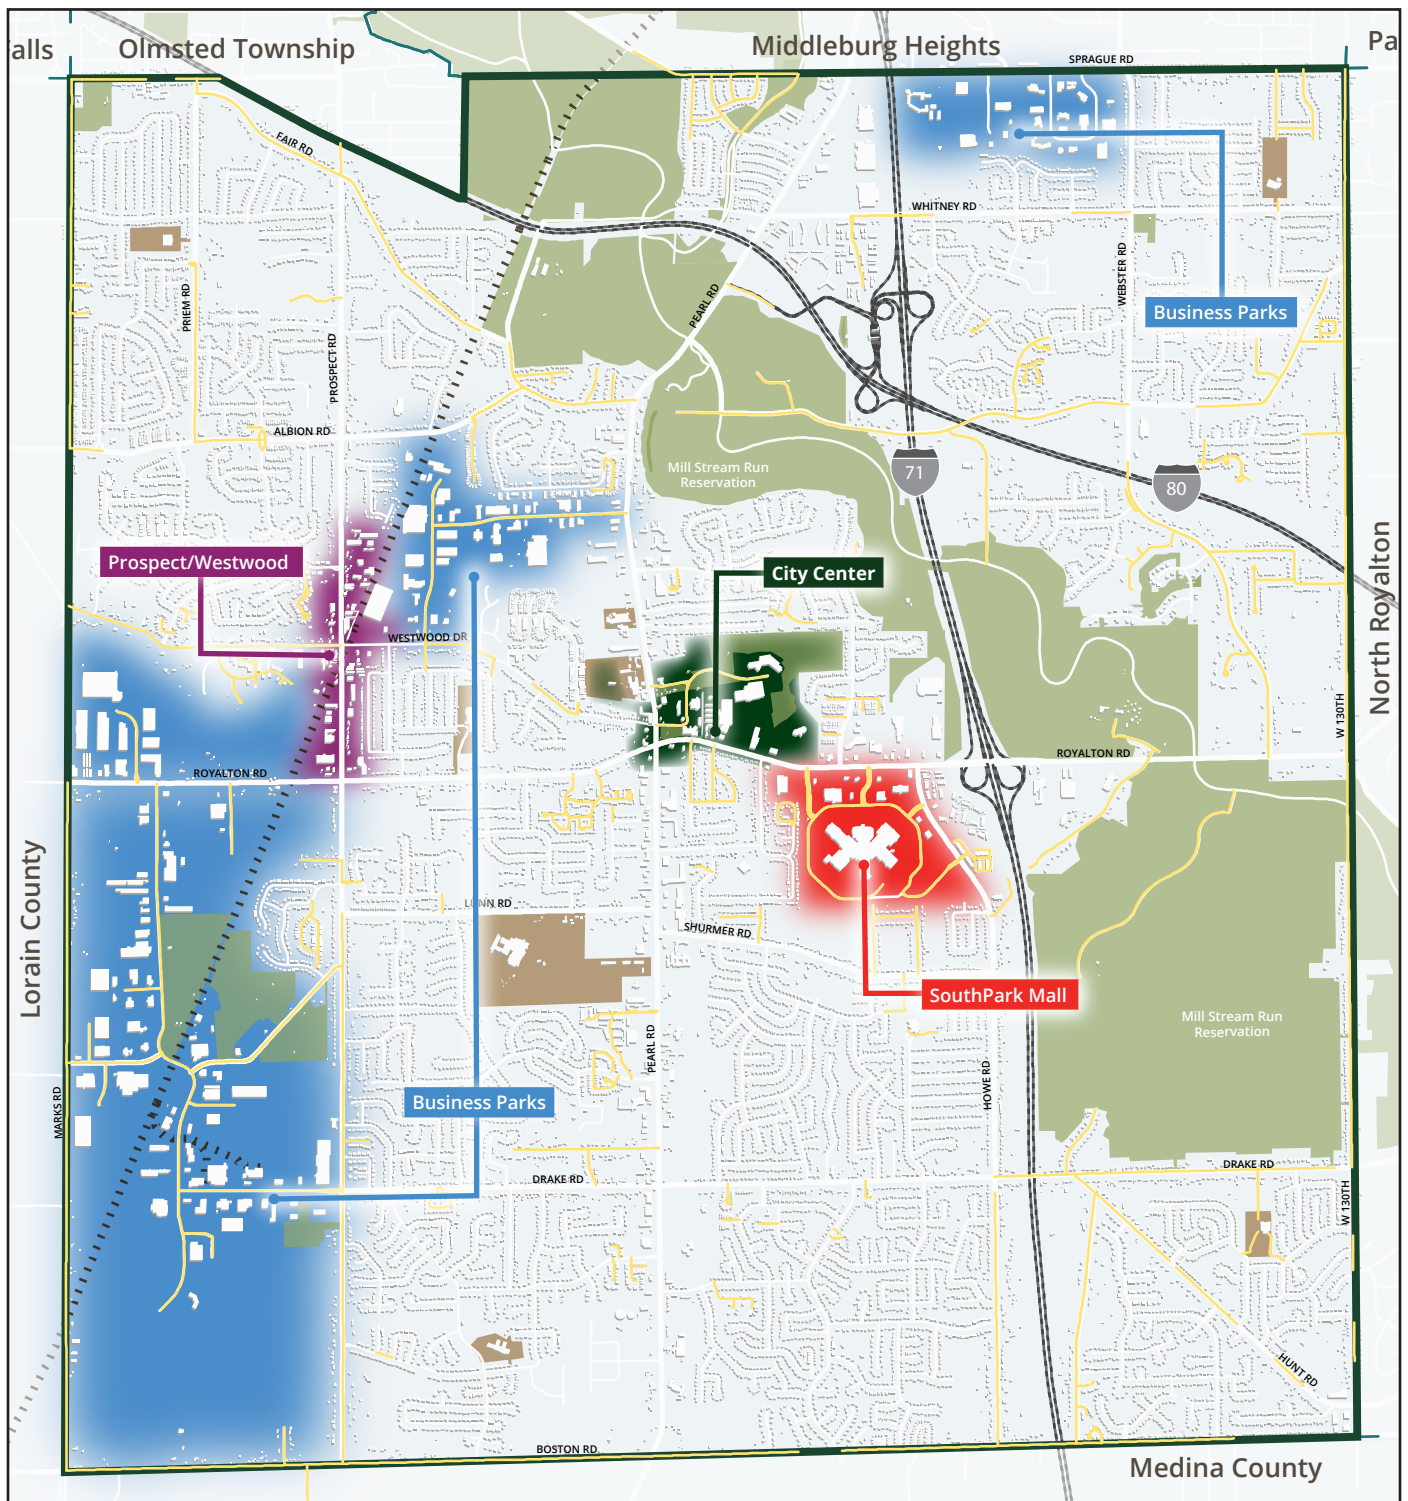 alls
Olmsted Township
Middleburg Heights
Pa
SPRAGUE RD
FAIR RD
WHITNEY RD
WEBSTER RD
PRIEM RD
PEARL RD
Business Parks
PROSPECT RD
ALBION RD
Mill Stream Run
Reservation
71
80
Prospect/Westwood
City Center
North Royalton
WESTWOOD DR
W 130TH
ROYALTON RD
ROYALTON RD
Lorain County
LUNN RD
SHURMER RD
SouthPark Mall
Mill Stream Run
Reservation
PEARL RD
HOWE RD
MARKS RD
Business Parks
DRAKE RD
DRAKE RD
W 130TH
HUNT RD
BOSTON RD
Medina County